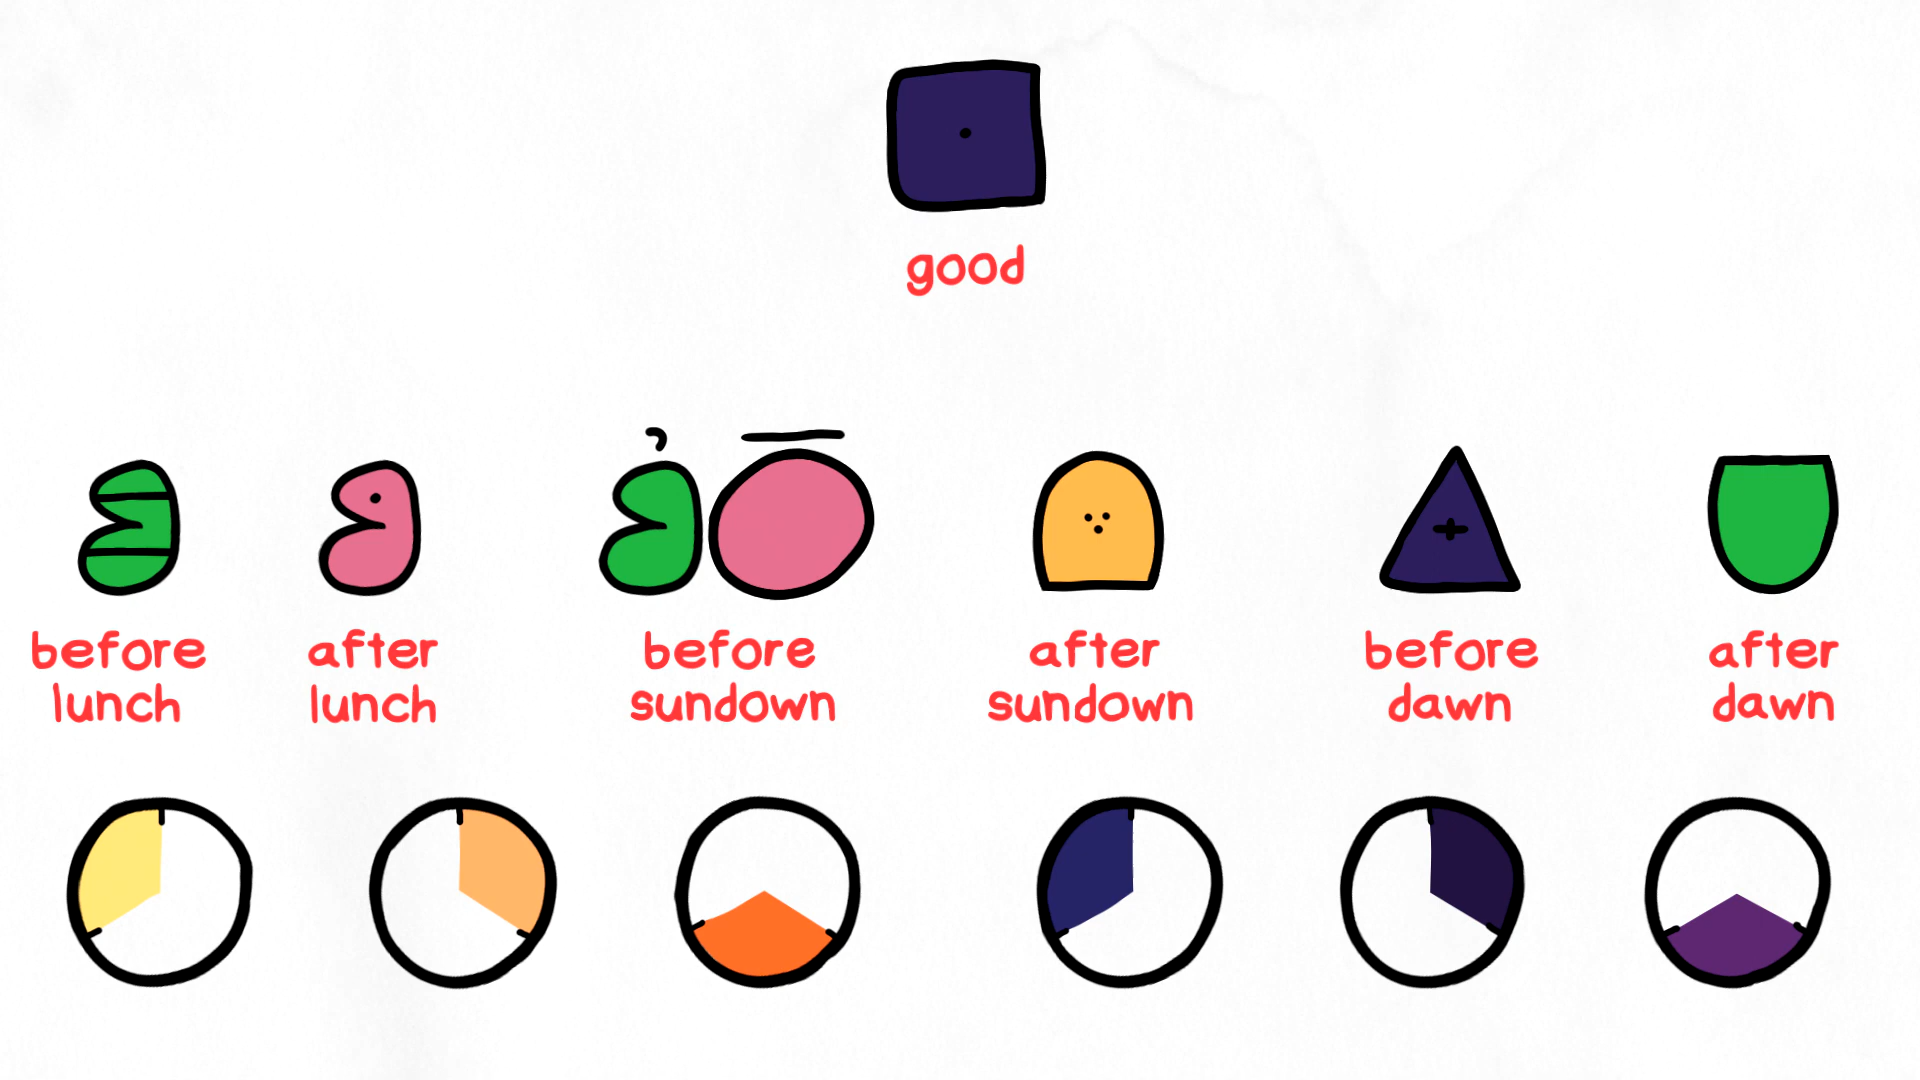 good
before lunch
after lunch
before sundown
after sundown
before dawn
after dawn